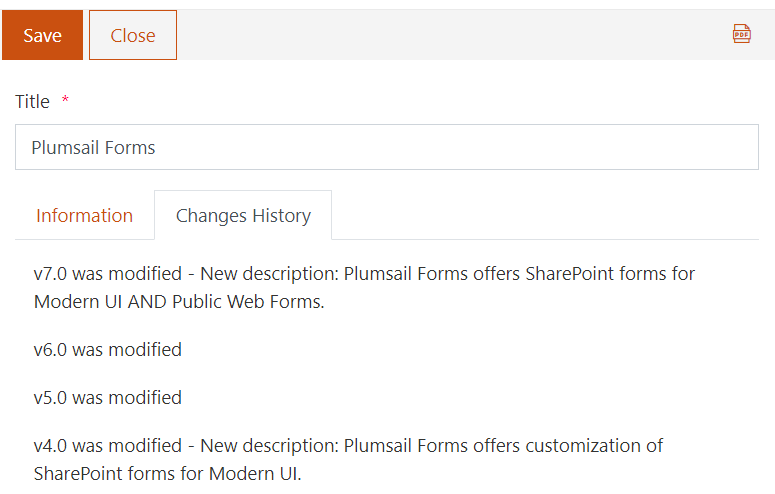 Save Close PDF
Title *
Plumsail Forms
Information Changes History
v7.0 was modified - New description: Plumsail Forms offers SharePoint forms for
Modern UI AND Public Web Forms.
v6.0 was modified
v5.0 was modified
v4.0 was modified - New description: Plumsail Forms offers customization of
SharePoint forms for Modern UI.